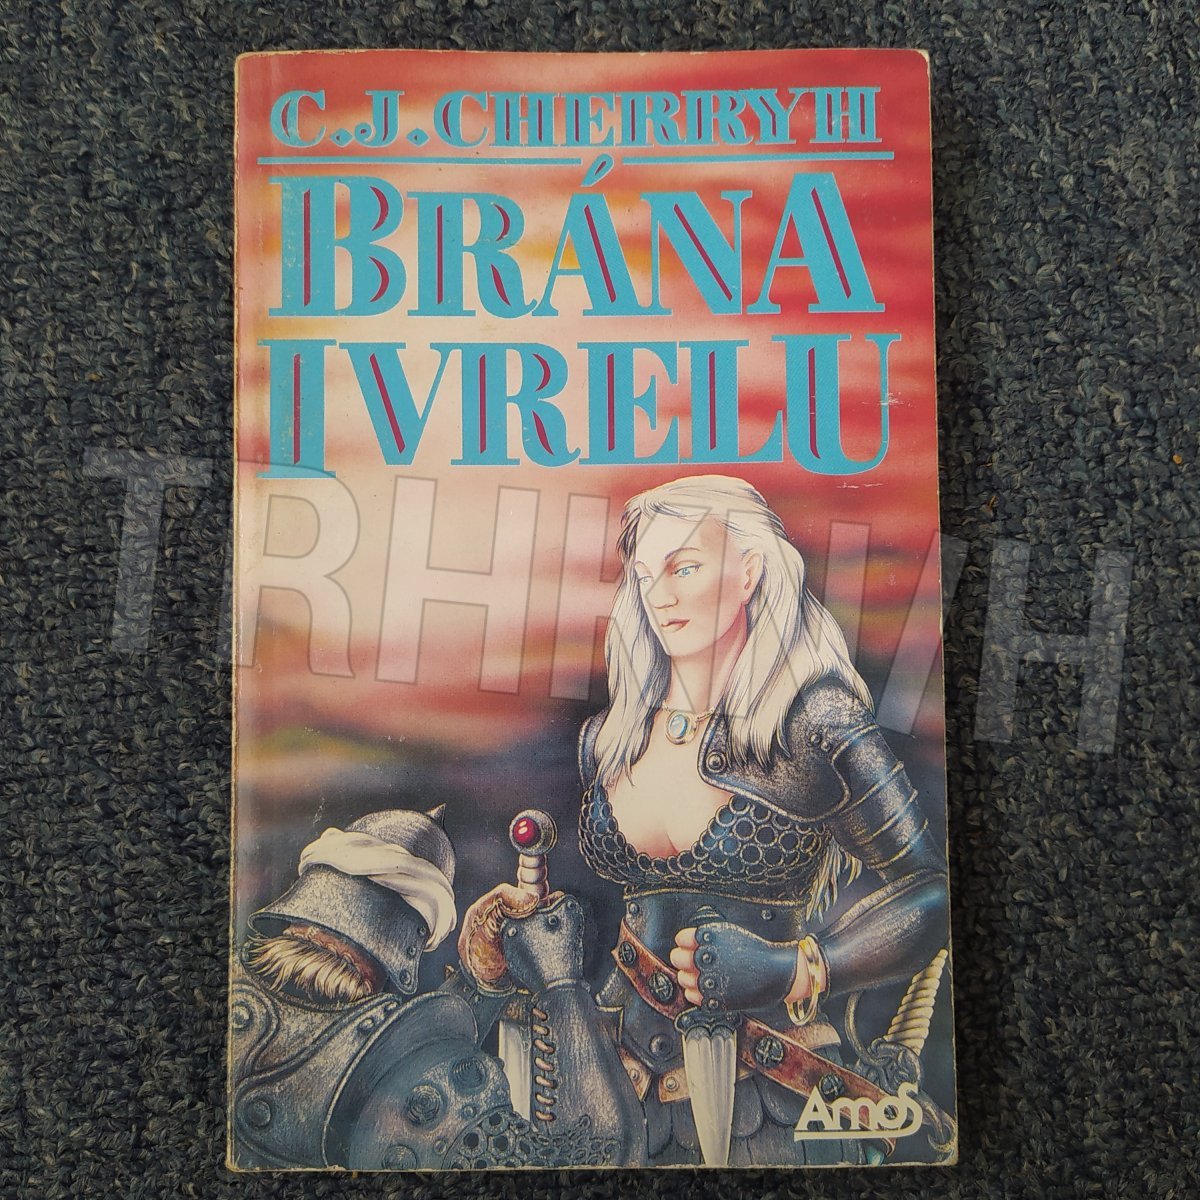 C.J. CHERRYH
BRÁNA
IVRELU
TRHKNIH
Amos